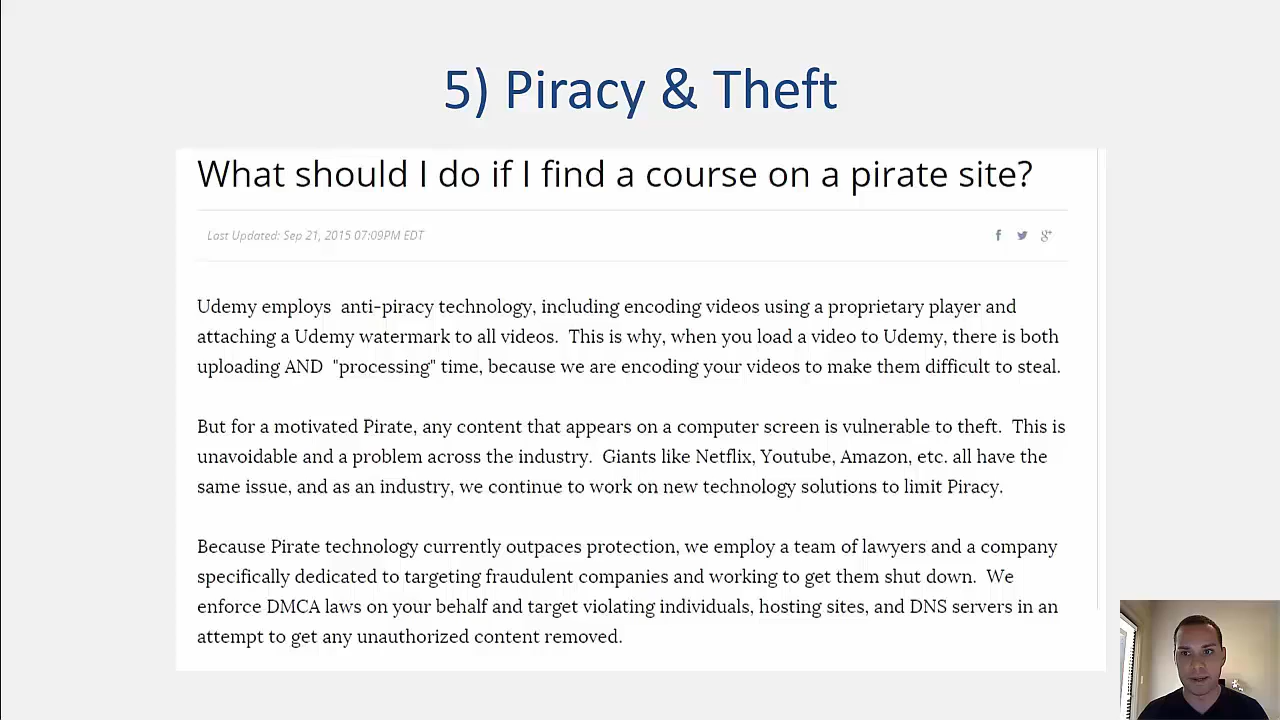 5) Piracy & Theft
What should I do if I find a course on a pirate site?
Last Updated: Sep 21, 2015 07:09PM EDT
Udemy employs  anti-piracy technology, including encoding videos using a proprietary player and
attaching a Udemy watermark to all videos.  This is why, when you load a video to Udemy, there is both
uploading AND  "processing" time, because we are encoding your videos to make them difficult to steal.
But for a motivated Pirate, any content that appears on a computer screen is vulnerable to theft.  This is
unavoidable and a problem across the industry.  Giants like Netflix, Youtube, Amazon, etc. all have the
same issue, and as an industry, we continue to work on new technology solutions to limit Piracy.
Because Pirate technology currently outpaces protection, we employ a team of lawyers and a company
specifically dedicated to targeting fraudulent companies and working to get them shut down.  We
enforce DMCA laws on your behalf and target violating individuals, hosting sites, and DNS servers in an
attempt to get any unauthorized content removed.